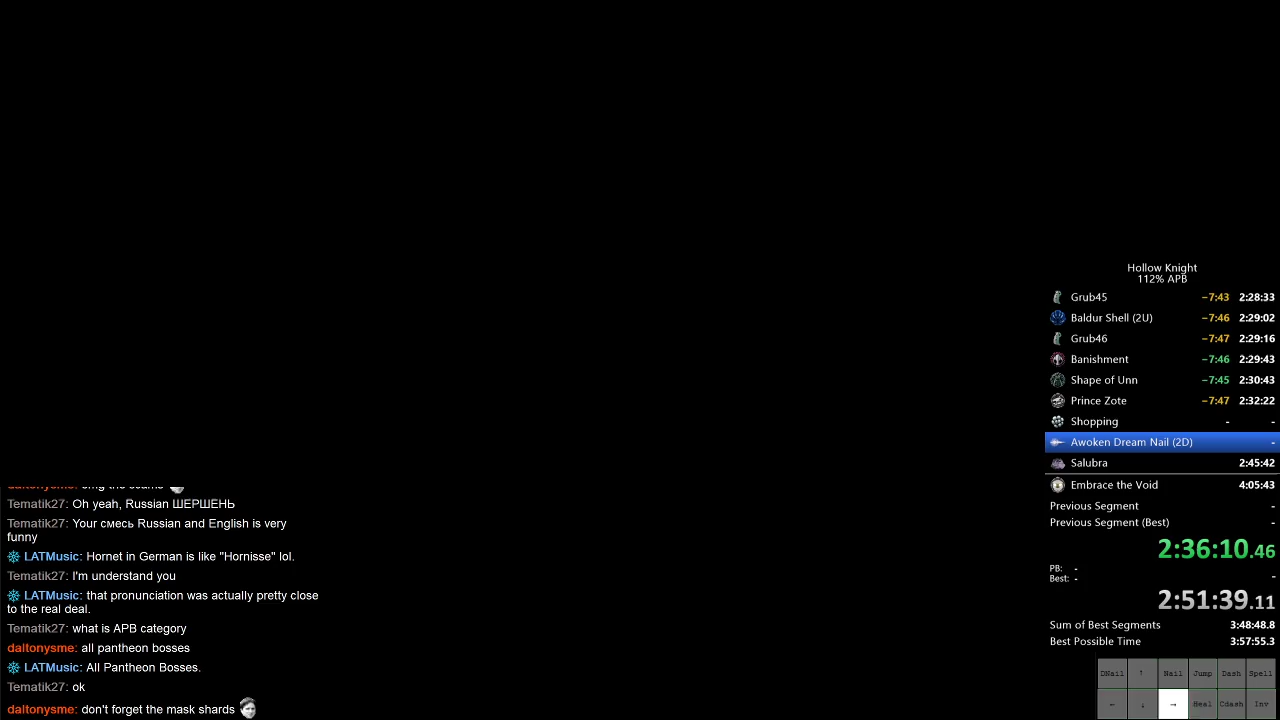 Hollow Knight
112% APB
Grub45 −7:43 2:28:33
Baldur Shell (2U) −7:46 2:29:02
Grub46 −7:47 2:29:16
Banishment −7:46 2:29:43
Shape of Unn −7:45 2:30:43
Prince Zote −7:47 2:32:22
Shopping - -
Awoken Dream Nail (2D) -
Salubra 2:45:42
Embrace the Void 4:05:43
Previous Segment -
Previous Segment (Best) -
2:36:10.46
PB: - -
Best: -
2:51:39.11
Sum of Best Segments 3:48:48.8
Best Possible Time 3:57:55.3
DNail ↑ Nail Jump Dash Spell
← ↓ → Heal Cdash Inv
daltonysme:
Tematik27: Oh yeah, Russian ШЕРШЕНЬ
Tematik27: Your смесь Russian and English is very
funny
LATMusic: Hornet in German is like "Hornisse" lol.
Tematik27: I'm understand you
LATMusic: that pronunciation was actually pretty close
to the real deal.
Tematik27: what is APB category
daltonysme: all pantheon bosses
LATMusic: All Pantheon Bosses.
Tematik27: ok
daltonysme: don't forget the mask shards